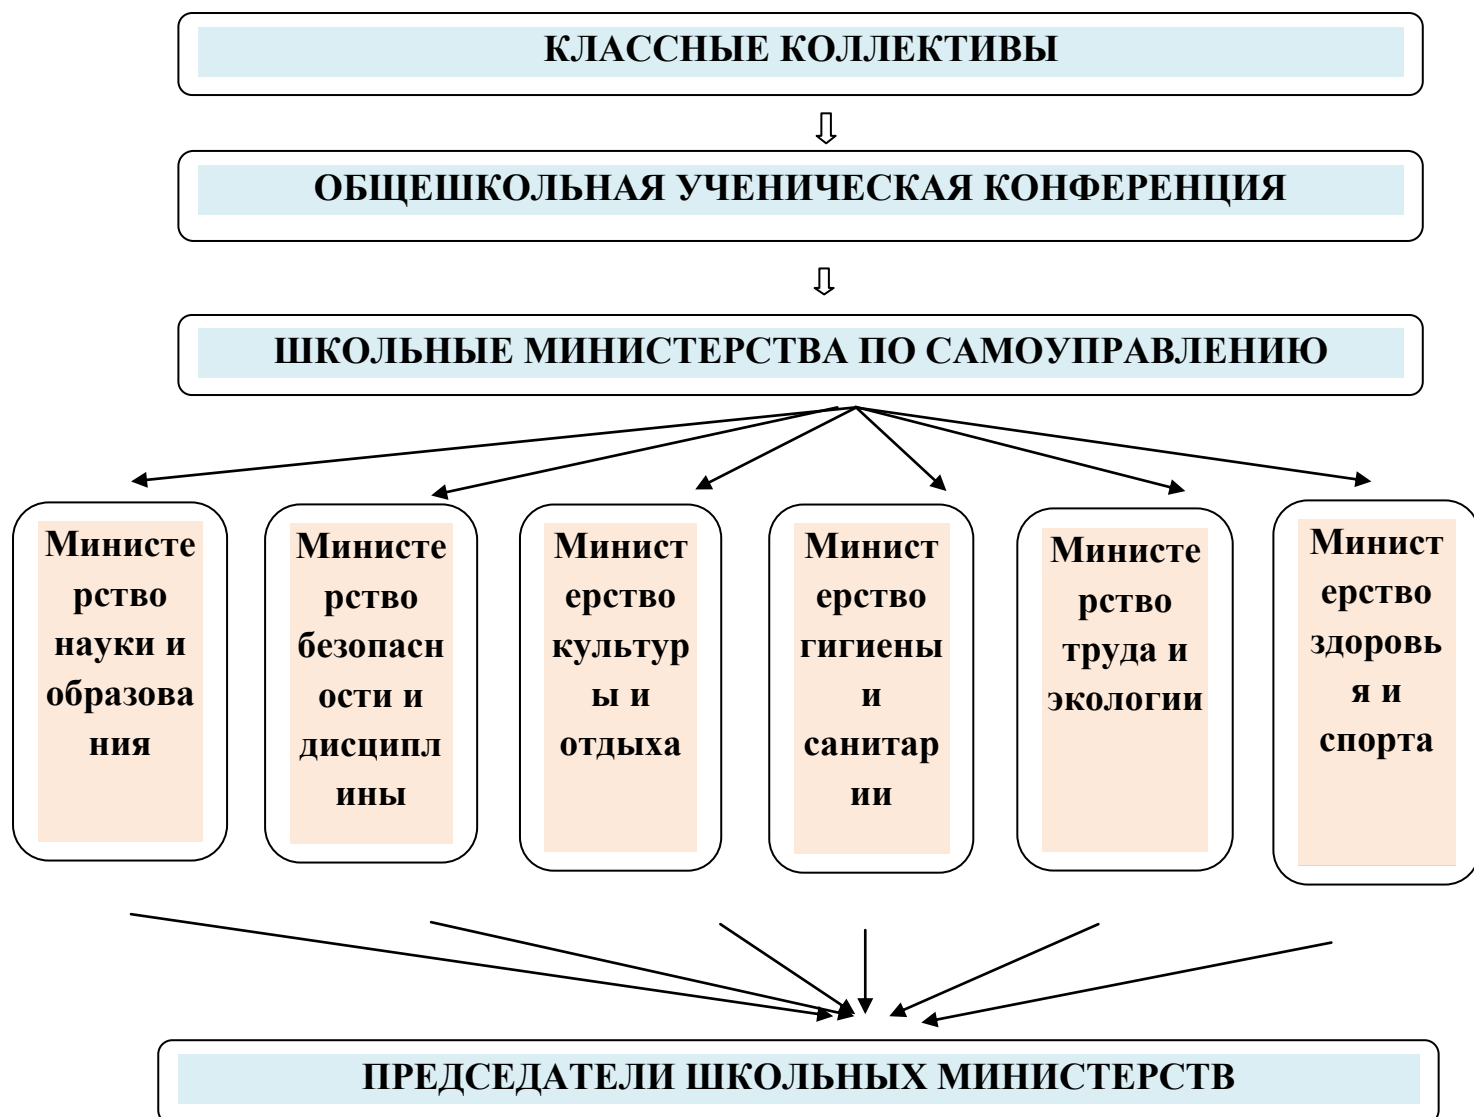 КЛАССНЫЕ КОЛЛЕКТИВЫ
ОБЩЕШКОЛЬНАЯ УЧЕНИЧЕСКАЯ КОНФЕРЕНЦИЯ
ШКОЛЬНЫЕ МИНИСТЕРСТВА ПО САМОУПРАВЛЕНИЮ
Министе
рство
науки и
образова
ния
Министе
рство
безопасн
ости и
дисципл
ины
Минист
ерство
культур
ы и
отдыха
Минист
ерство
гигиены
и
санитар
ии
Министе
рство
труда и
экологии
Минист
ерство
здоровь
я и
спорта
ПРЕДСЕДАТЕЛИ ШКОЛЬНЫХ МИНИСТЕРСТВ